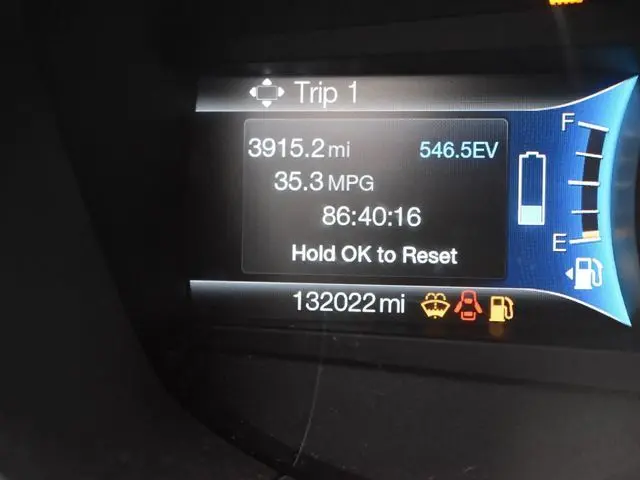 Trip 1
3915.2 mi 546.5EV
35.3 MPG
86:40:16
Hold OK to Reset
F
E
132022 mi